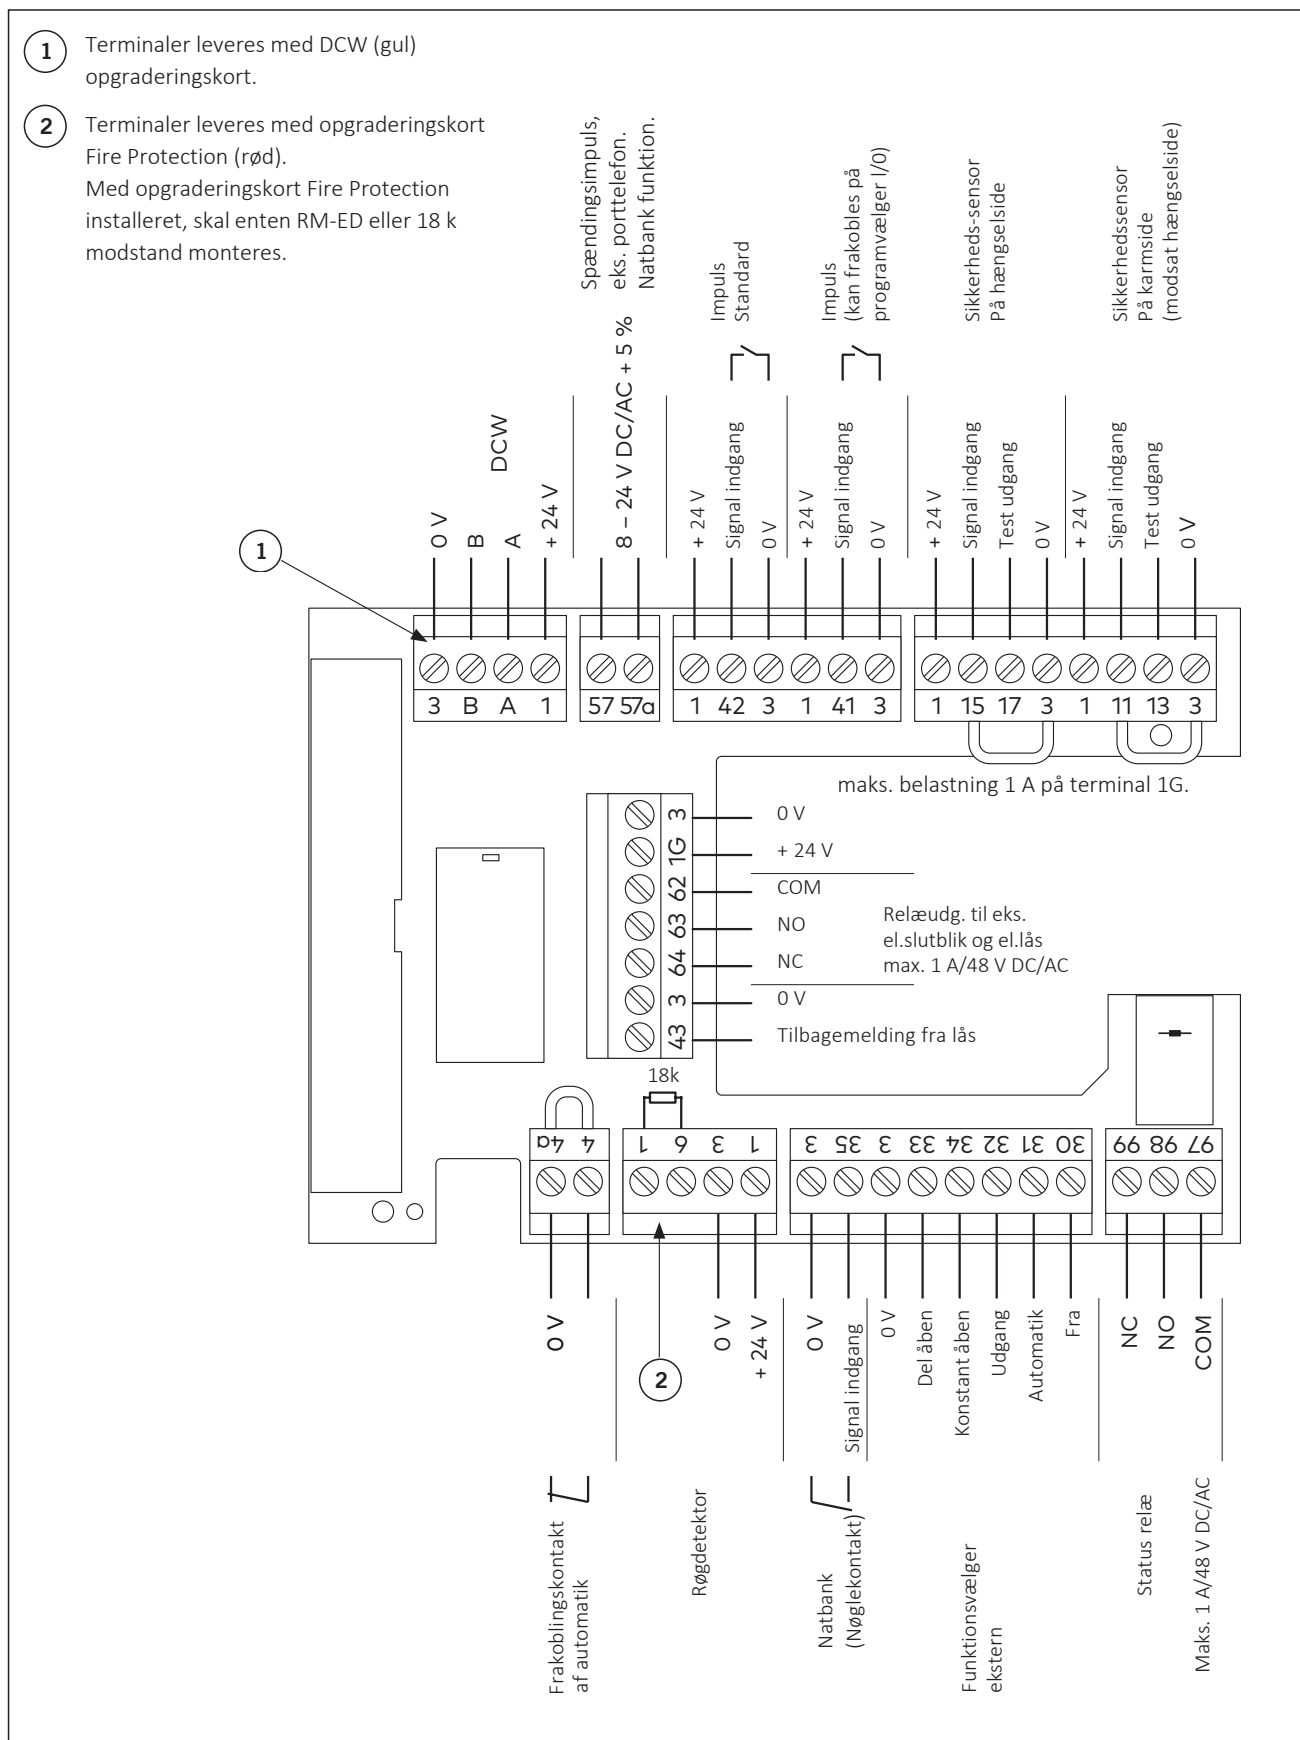 1
Terminaler leveres med DCW (gul)
opgraderingskort.
2
Terminaler leveres med opgraderingskort
Fire Protection (rød).
Med opgraderingskort Fire Protection
installeret, skal enten RM-ED eller 18 k
modstand monteres.
Spændingsimpuls,
eks. porttelefon.
Natbank funktion.
Impuls
Standard
Impuls
(kan frakobles på
programvælger I/0)
Sikkerheds-sensor
På hængselside
Sikkerhedssensor
På karmside
(modsat hængselside)
1
0 V
B
A
DCW
+ 24 V
8 – 24 V DC/AC + 5 %
+ 24 V
Signal indgang
0 V
+ 24 V
Signal indgang
0 V
+ 24 V
Signal indgang
Test udgang
0 V
+ 24 V
Signal indgang
Test udgang
0 V
3 B A 1
57 57a
1 42 3 1 41 3
1 15 17 3 1 11 13 3
maks. belastning 1 A på terminal 1G.
3 0 V
1G + 24 V
62 COM
63 NO
64 NC
3 0 V
43 Tilbagemelding fra lås
Relæudg. til eks.
el.slutblik og el.lås
max. 1 A/48 V DC/AC
18k
4a 4
1 6 3 1
3 35 3 33 34 32 31 30
99 98 97
0 V
2
0 V
+ 24 V
0 V
Signal indgang
0 V
Del åben
Konstant åben
Udgang
Automatik
Fra
NC
NO
COM
Frakoblingskontakt
af automatik
Røgdetektor
Natbank
(Nøglekontakt)
Funktionsvælger
ekstern
Status relæ
Maks. 1 A/48 V DC/AC